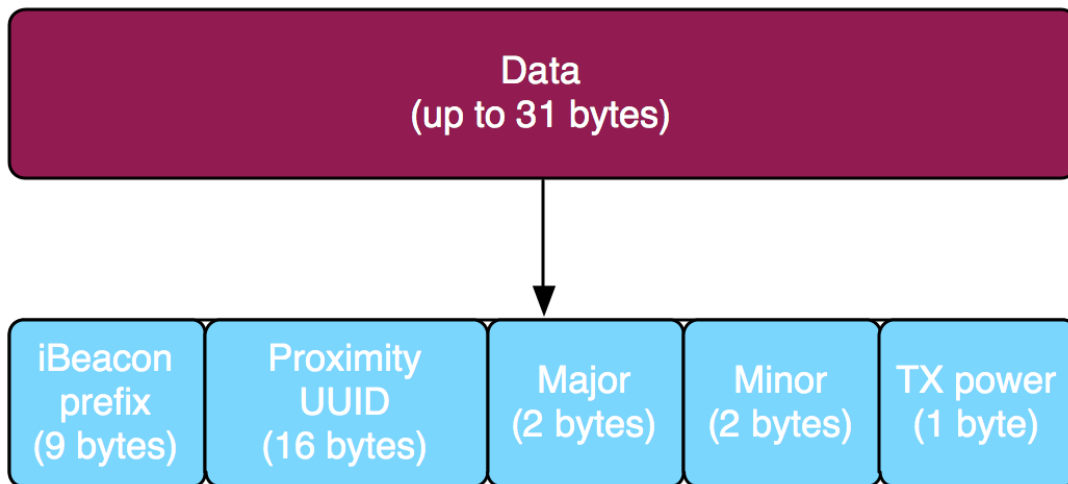 Data
(up to 31 bytes)
iBeacon
prefix
(9 bytes)
Proximity
UUID
(16 bytes)
Major
(2 bytes)
Minor
(2 bytes)
TX power
(1 byte)